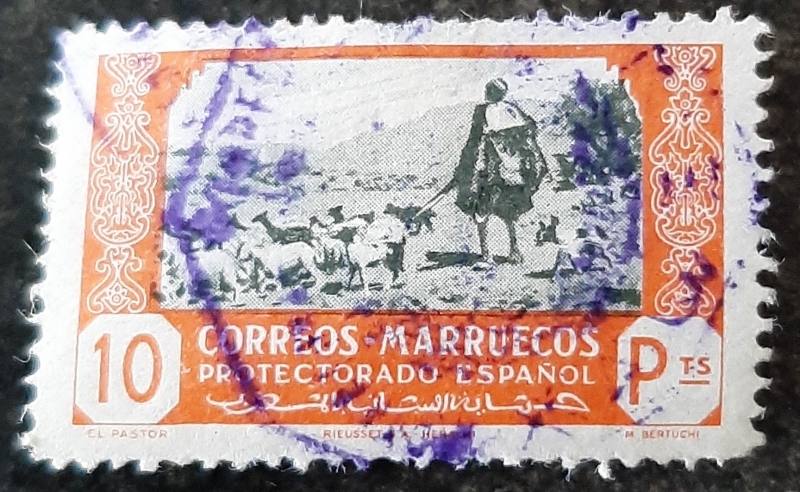 CORREOS-MARRUECOS
10 PTS
PROTECTORADO ESPAÑOL
EL PASTOR M. BERTUCHI